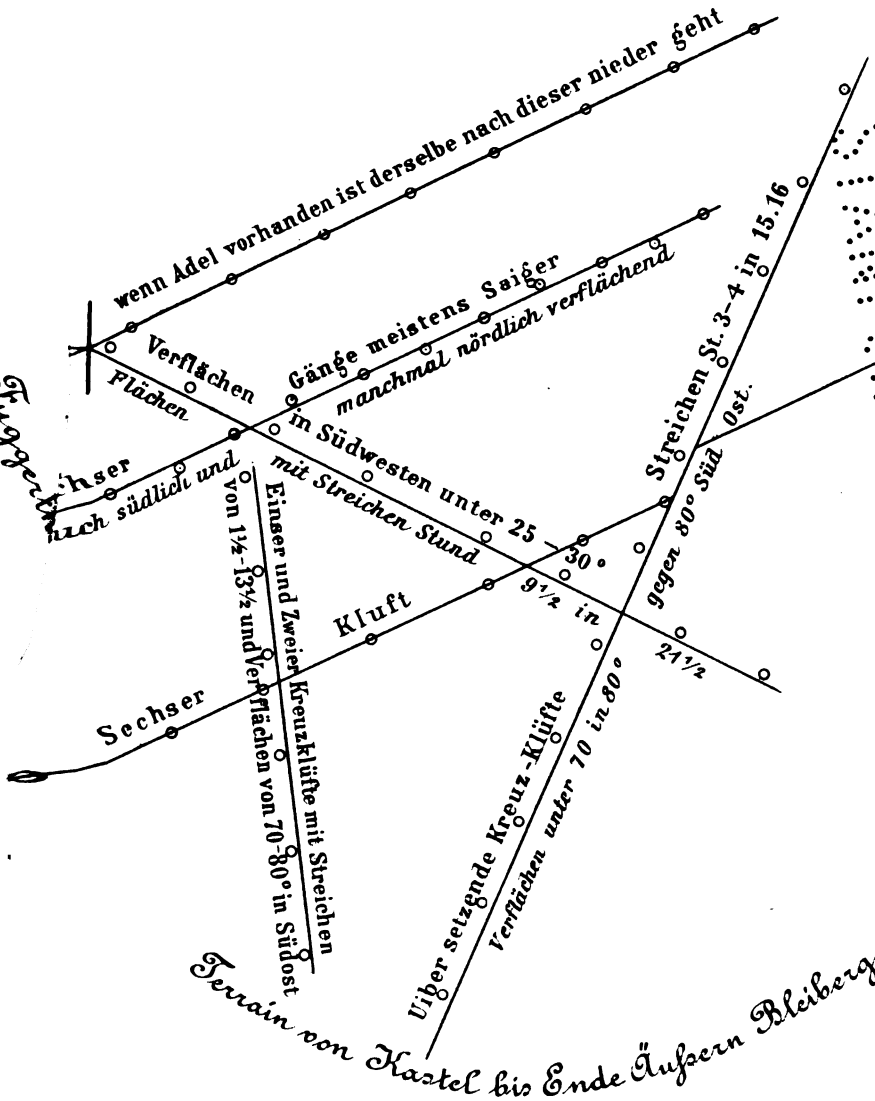 wenn Adel vorhanden ist derselbe nach dieser nieder geht
Gänge meistens Saiger
manchmal nördlich verflächend
Verflächen in Südwesten unter 25–30°
Flächen mit Streichen Stund 9½ in 21½
hser
südlich und
Streichen St. 3–4 in 15.16
gegen 80° Süd Ost.
Einser und Zweier Kreuzklüfte mit Streichen
von 1½-13½ und Verflächen von 70-80° in Südost
Sechser Kluft
Uiber setzende Kreuz-Klüfte
Verflächen unter 70 in 80°
Terrain von Kastel bis Ende Äußern Bleiberg